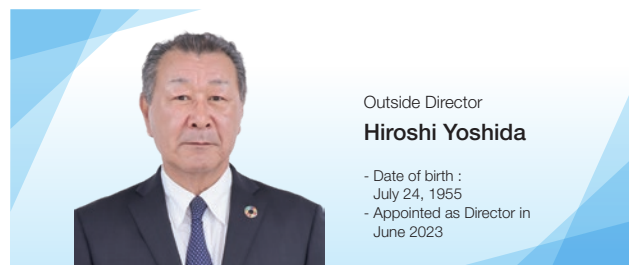 Outside Director
Hiroshi Yoshida
- Date of birth :
July 24, 1955
- Appointed as Director in
June 2023